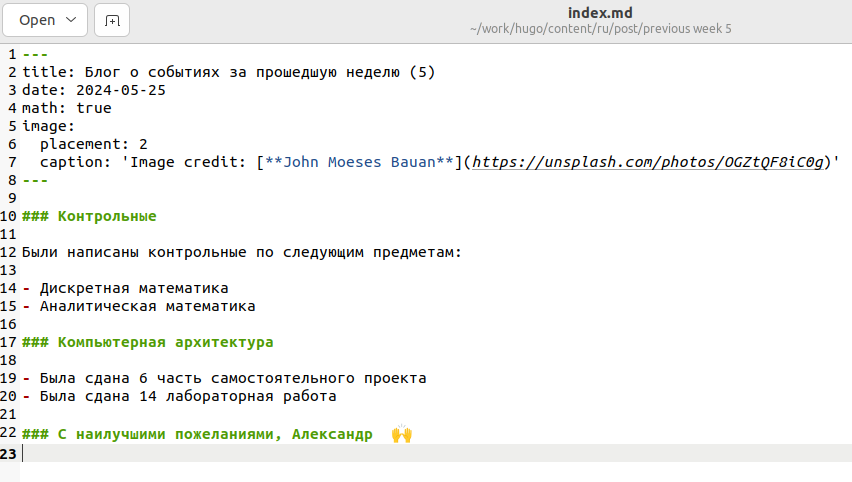 Open
index.md
~/work/hugo/content/ru/post/previous week 5
1 ---
2 title: Блог о событиях за прошедшую неделю (5)
3 date: 2024-05-25
4 math: true
5 image:
6   placement: 2
7   caption: 'Image credit: [**John Moeses Bauan**](https://unsplash.com/photos/OGZtQF8iC0g)'
8 ---
9
10 ### Контрольные
11
12 Были написаны контрольные по следующим предметам:
13
14 - Дискретная математика
15 - Аналитическая математика
16
17 ### Компьютерная архитектура
18
19 - Была сдана 6 часть самостоятельного проекта
20 - Была сдана 14 лабораторная работа
21
22 ### С наилучшими пожеланиями, Александр 🙌
23